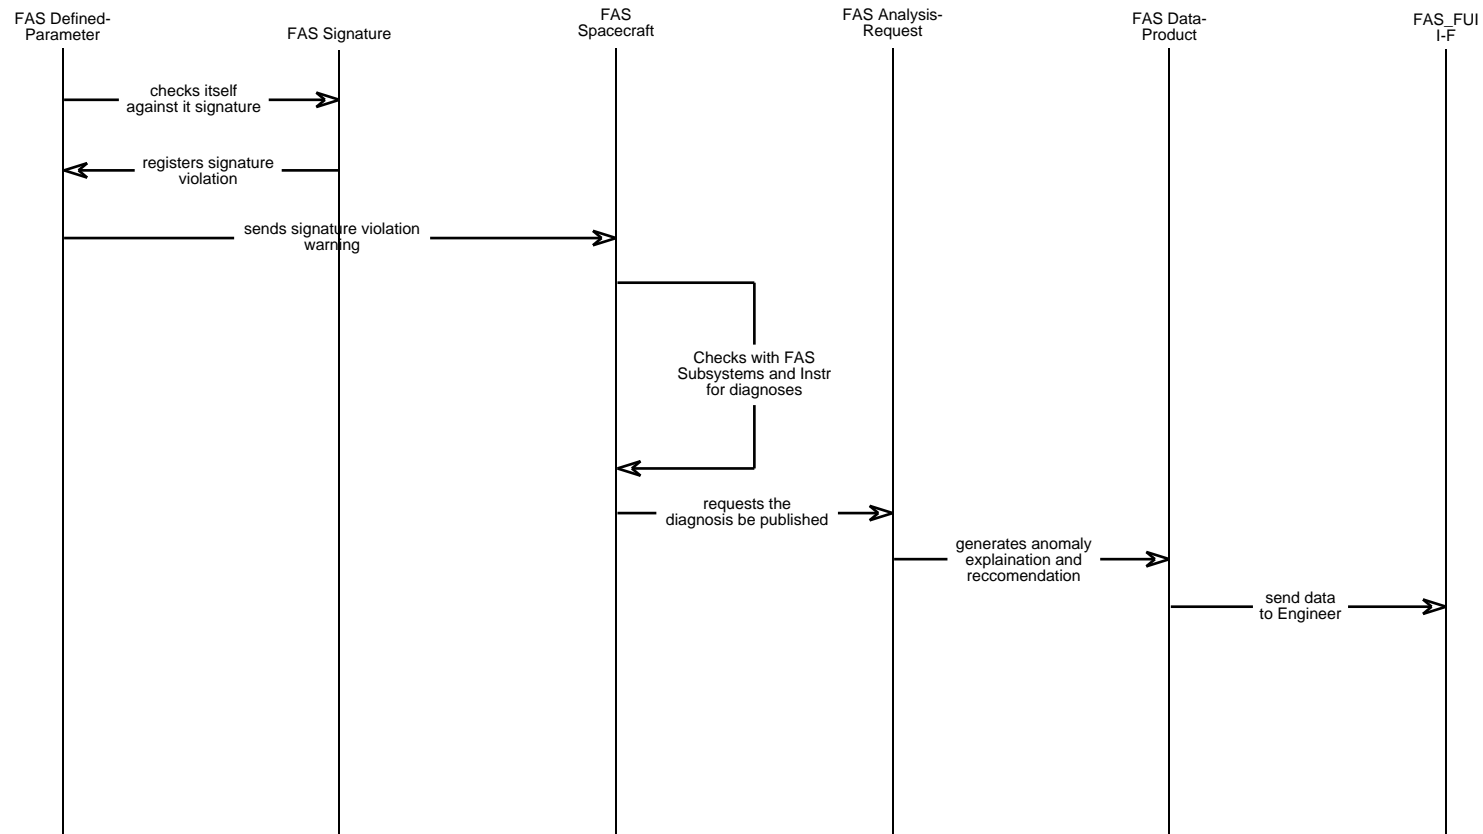 FAS Defined-
Parameter
FAS Signature
FAS
Spacecraft
FAS Analysis-
Request
FAS Data-
Product
FAS_FUI
I-F
checks itself
against it signature
registers signature
violation
sends signature violation
warning
Checks with FAS
Subsystems and Instr
for diagnoses
requests the
diagnosis be published
generates anomaly
explaination and
reccomendation
send data
to Engineer